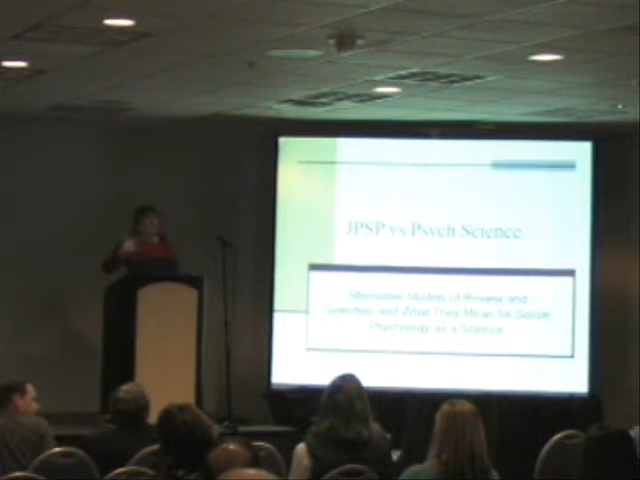 JPSP vs Psych Science
Alternative Models of Review and
Selection and What They Mean for Social
Psychology as a Science